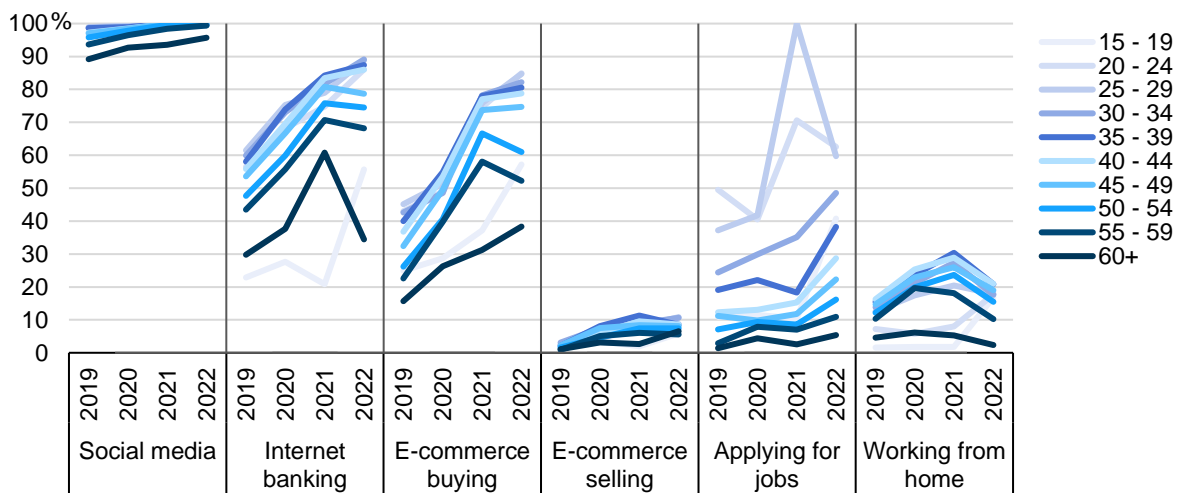 100 %
90
80
70
60
50
40
30
20
10
0
2019 2020 2021 2022 2019 2020 2021 2022 2019 2020 2021 2022 2019 2020 2021 2022 2019 2020 2021 2022 2019 2020 2021 2022
Social media
Internet
banking
E-commerce
buying
E-commerce
selling
Applying for
jobs
Working from
home
15 - 19
20 - 24
25 - 29
30 - 34
35 - 39
40 - 44
45 - 49
50 - 54
55 - 59
60+